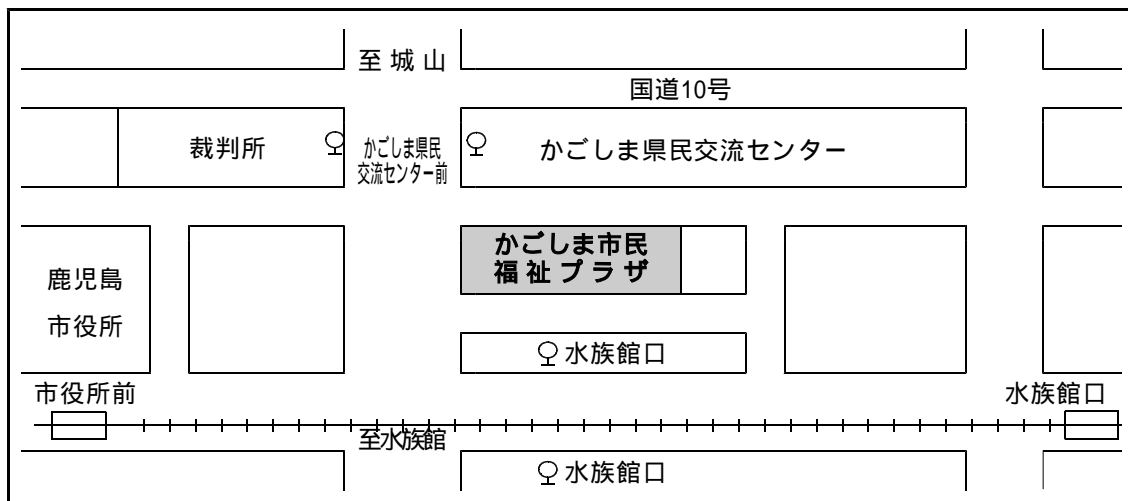 至城山
国道10号
裁判所
かごしま県民
交流センター前
かごしま県民交流センター
かごしま市民
福祉プラザ
鹿児島
市役所
水族館口
市役所前
水族館口
至水族館
水族館口